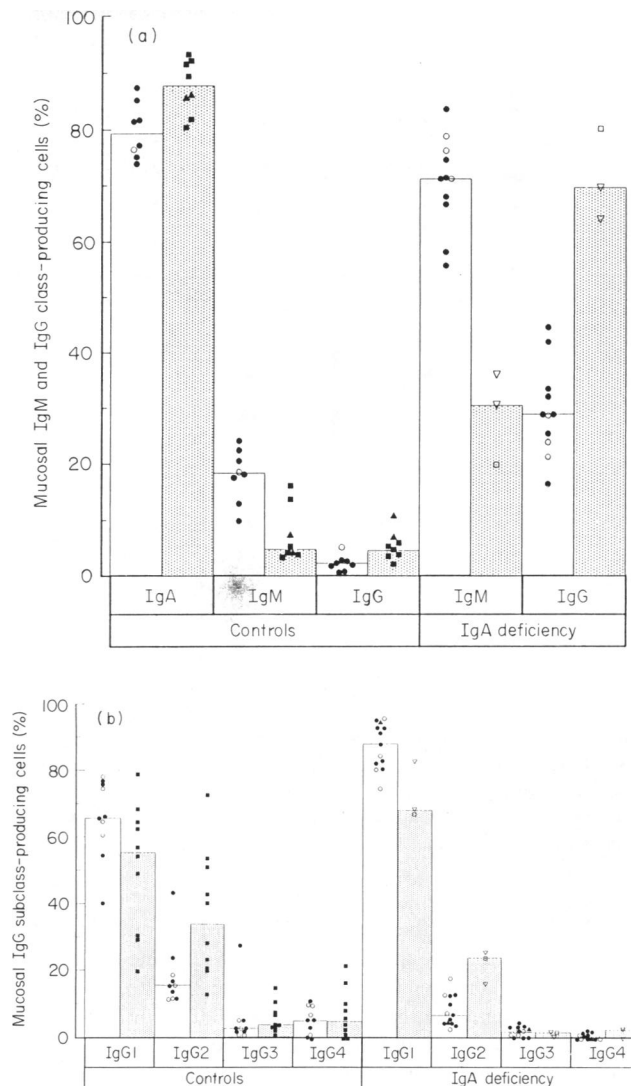 (a)
Mucosal IgM and IgG class-producing cells (%)
100
80
60
40
20
0
IgA IgM IgG IgM IgG
Controls IgA deficiency
(b)
Mucosal IgG subclass-producing cells (%)
100
80
60
40
20
0
IgG1 IgG2 IgG3 IgG4 IgG1 IgG2 IgG3 IgG4
Controls IgA deficiency